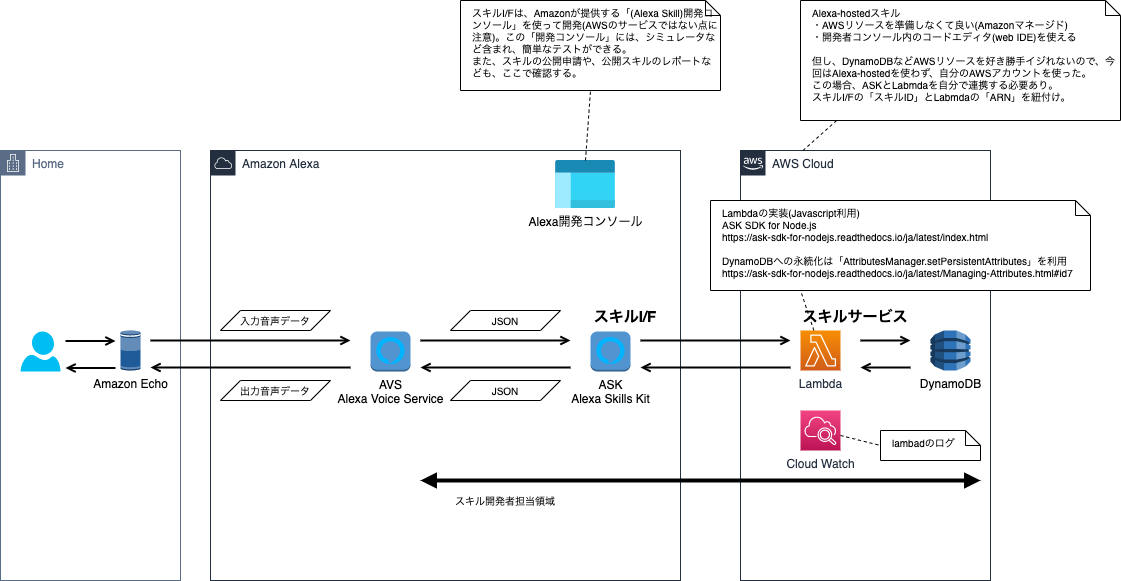 スキルI/Fは、Amazonが提供する「(Alexa Skill)開発コ
ンソール」を使って開発(AWSのサービスではない点に
注意)。この「開発コンソール」には、シミュレータな
ど含まれ、簡単なテストができる。
また、スキルの公開申請や、公開スキルのレポートな
ども、ここで確認する。
Alexa-hostedスキル
・AWSリソースを準備しなくて良い(Amazonマネージド)
・開発者コンソール内のコードエディタ(web IDE)を使える
但し、DynamoDBなどAWSリソースを好き勝手イジれないので、今
回はAlexa-hostedを使わず、自分のAWSアカウントを使った。
この場合、ASKとLabmdaを自分で連携する必要あり。
スキルI/Fの「スキルID」とLabmdaの「ARN」を紐付け。
Home
Amazon Alexa
aws
AWS Cloud
Alexa開発コンソール
Lambdaの実装(Javascript利用)
ASK SDK for Node.js
https://ask-sdk-for-nodejs.readthedocs.io/ja/latest/index.html
DynamoDBへの永続化は「AttributesManager.setPersistentAttributes」を利用
https://ask-sdk-for-nodejs.readthedocs.io/ja/latest/Managing-Attributes.html#id7
入力音声データ
JSON
スキルI/F
スキルサービス
Amazon Echo
出力音声データ
AVS
Alexa Voice Service
JSON
ASK
Alexa Skills Kit
Lambda
DynamoDB
Cloud Watch
lambadのログ
スキル開発者担当領域